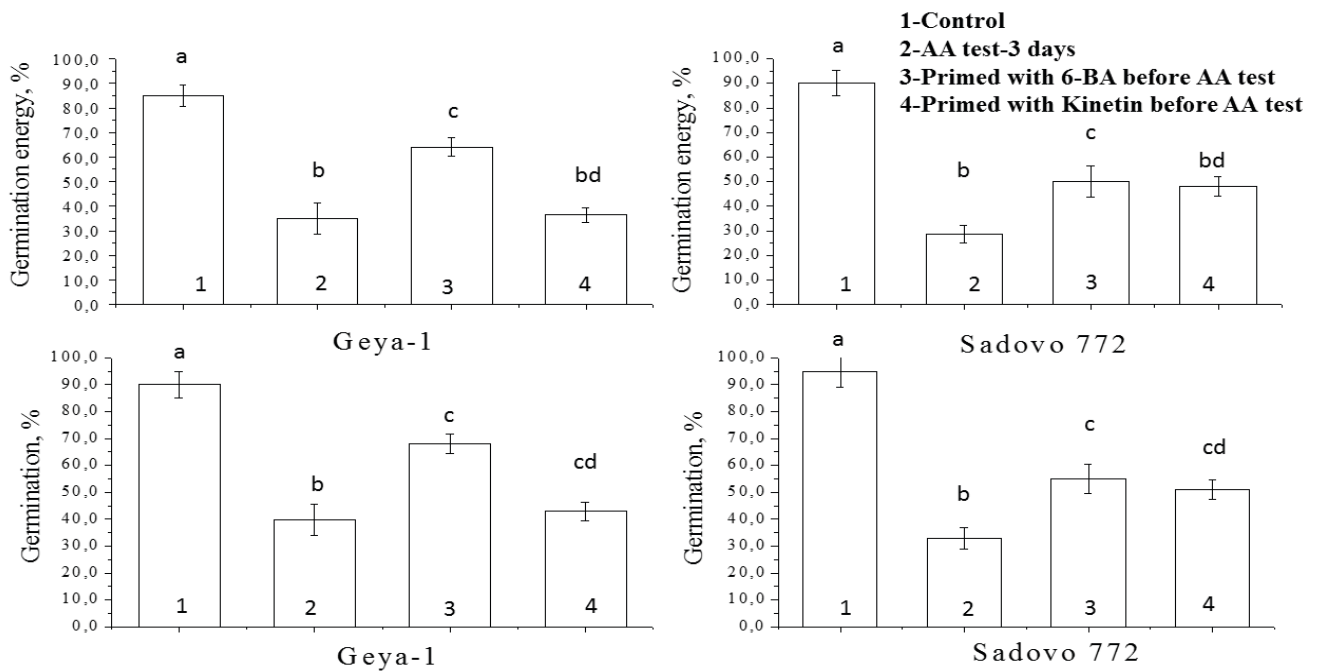 1-Control
2-AA test-3 days
3-Primed with 6-BA before AA test
4-Primed with Kinetin before AA test
Germination energy, %
100,0
90,0
80,0
70,0
60,0
50,0
40,0
30,0
20,0
10,0
0,0
a
b
c
bd
1
2
3
4
Geya-1
Germination energy, %
100,0
90,0
80,0
70,0
60,0
50,0
40,0
30,0
20,0
10,0
0,0
a
b
c
bd
1
2
3
4
Sadovo 772
Germination, %
100,0
90,0
80,0
70,0
60,0
50,0
40,0
30,0
20,0
10,0
0,0
a
b
c
cd
1
2
3
4
Geya-1
Germination, %
100,0
90,0
80,0
70,0
60,0
50,0
40,0
30,0
20,0
10,0
0,0
a
b
c
cd
1
2
3
4
Sadovo 772